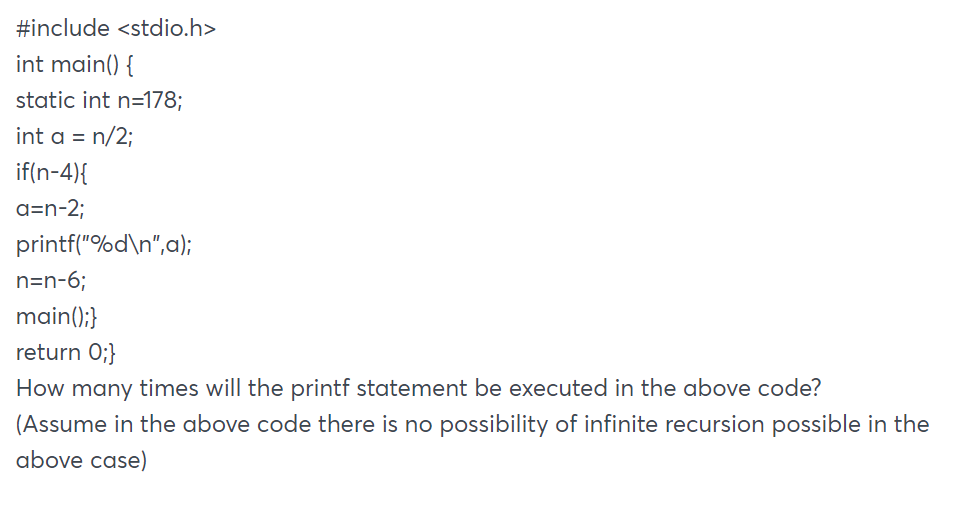 #include <stdio.h>
int main() {
static int n=178;
int a = n/2;
if(n-4){
a=n-2;
printf("%d\n",a);
n=n-6;
main();}
return 0;}
How many times will the printf statement be executed in the above code?
(Assume in the above code there is no possibility of infinite recursion possible in the
above case)